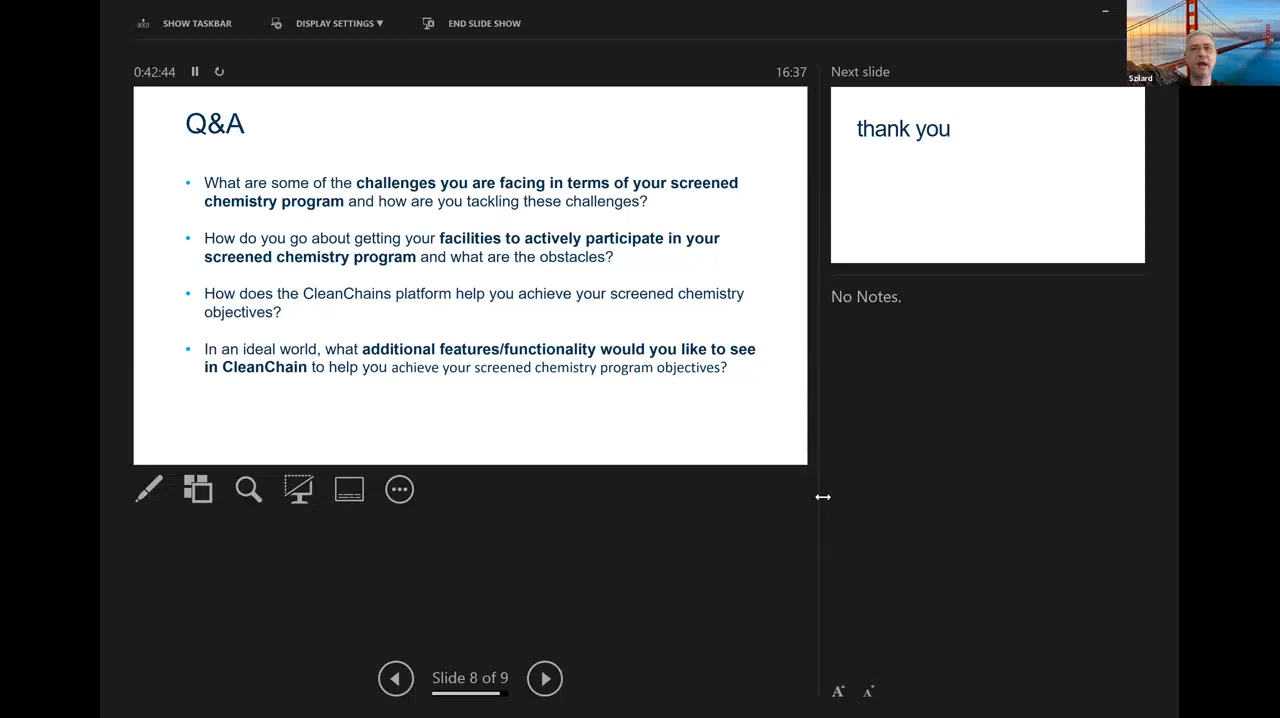 SHOW TASKBAR
DISPLAY SETTINGS ▼
END SLIDE SHOW
Szilard
0:42:44
16:37
Next slide
Q&A
• What are some of the challenges you are facing in terms of your screened
chemistry program and how are you tackling these challenges?
• How do you go about getting your facilities to actively participate in your
screened chemistry program and what are the obstacles?
• How does the CleanChains platform help you achieve your screened chemistry
objectives?
• In an ideal world, what additional features/functionality would you like to see
in CleanChain to help you achieve your screened chemistry program objectives?
thank you
No Notes.
Slide 8 of 9
A A